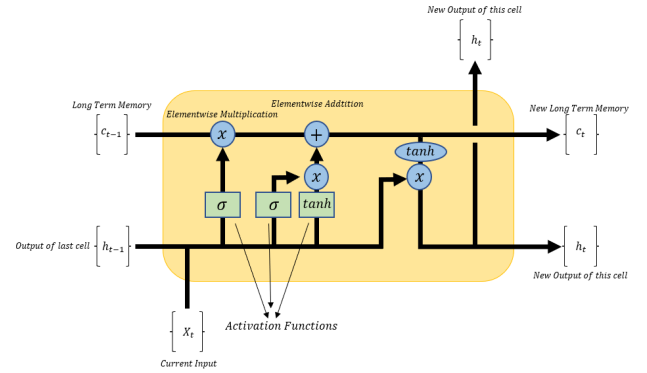 New Output of this cell
h_t
Long Term Memory
Elementwise Addtition
New Long Term Memory
Elementwise Multiplication
c_{t-1}
x
+
c_t
tanh
x
x
σ
σ
tanh
Output of last cell
h_{t-1}
h_t
New Output of this cell
X_t
Activation Functions
Current Input